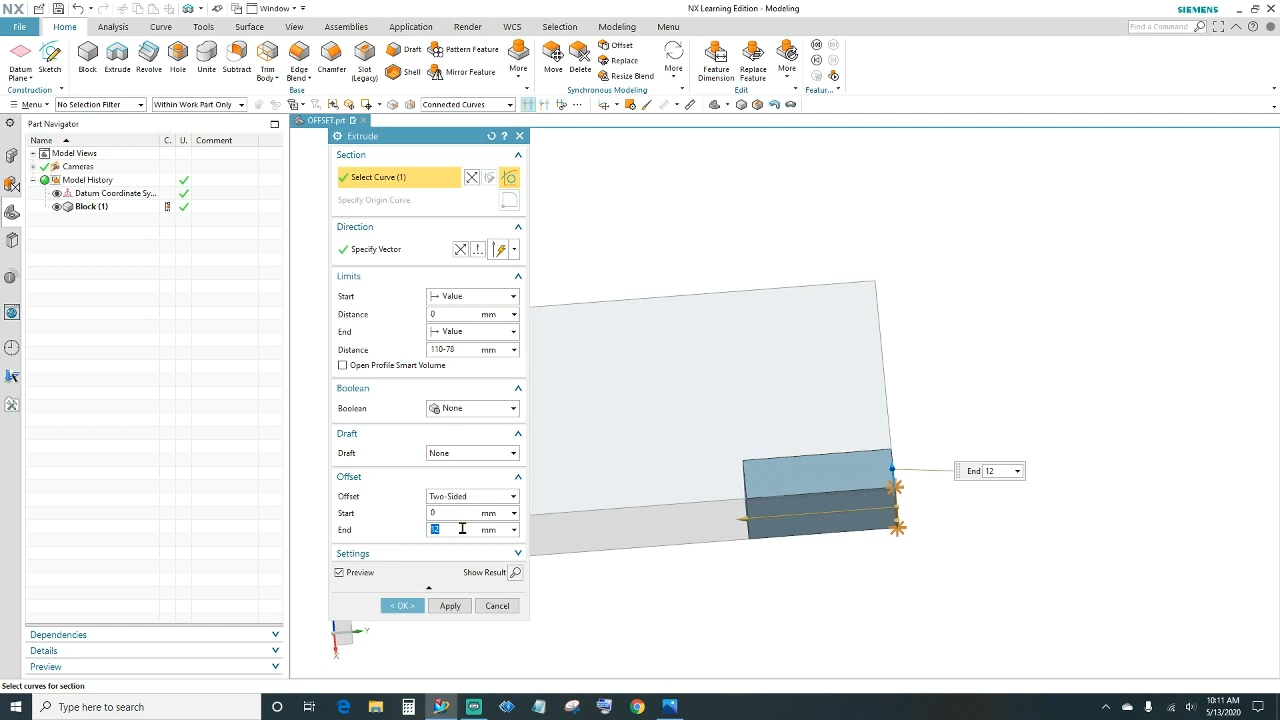 NX
Window
NX Learning Edition - Modeling
SIEMENS
File
Home
Analysis
Curve
Tools
Surface
View
Assemblies
Application
Render
WCS
Selection
Modeling
Menu
Find a Command
Datum Plane
Sketch
Block
Extrude
Revolve
Hole
Unite
Subtract
Trim Body
Edge Blend
Chamfer
Draft
Shell
Slot (Legacy)
Pattern Feature
Mirror Feature
More
Move
Delete
Offset
Replace
Resize Blend
More
Feature Dimension
Replace Feature
More
Construction
Base
Synchronous Modeling
Edit
Featur...
Menu
No Selection Filter
Within Work Part Only
Connected Curves
Part Navigator
OFFSET.prt
Name
C.
U.
Comment
Model Views
Cameras
Model History
Datum Coordinate Sy...
Block (1)
Extrude
Section
Select Curve (1)
Specify Origin Curve
Direction
Specify Vector
Limits
Start
Value
Distance
0
mm
End
Value
Distance
110-78
mm
Open Profile Smart Volume
Boolean
Boolean
None
Draft
Draft
None
Offset
Offset
Two-Sided
Start
0
mm
End
12
mm
Settings
Preview
Show Result
< OK >
Apply
Cancel
End 12
Y
X
Dependencies
Details
Preview
Select curves for section
Type here to search
10:11 AM
5/13/2020